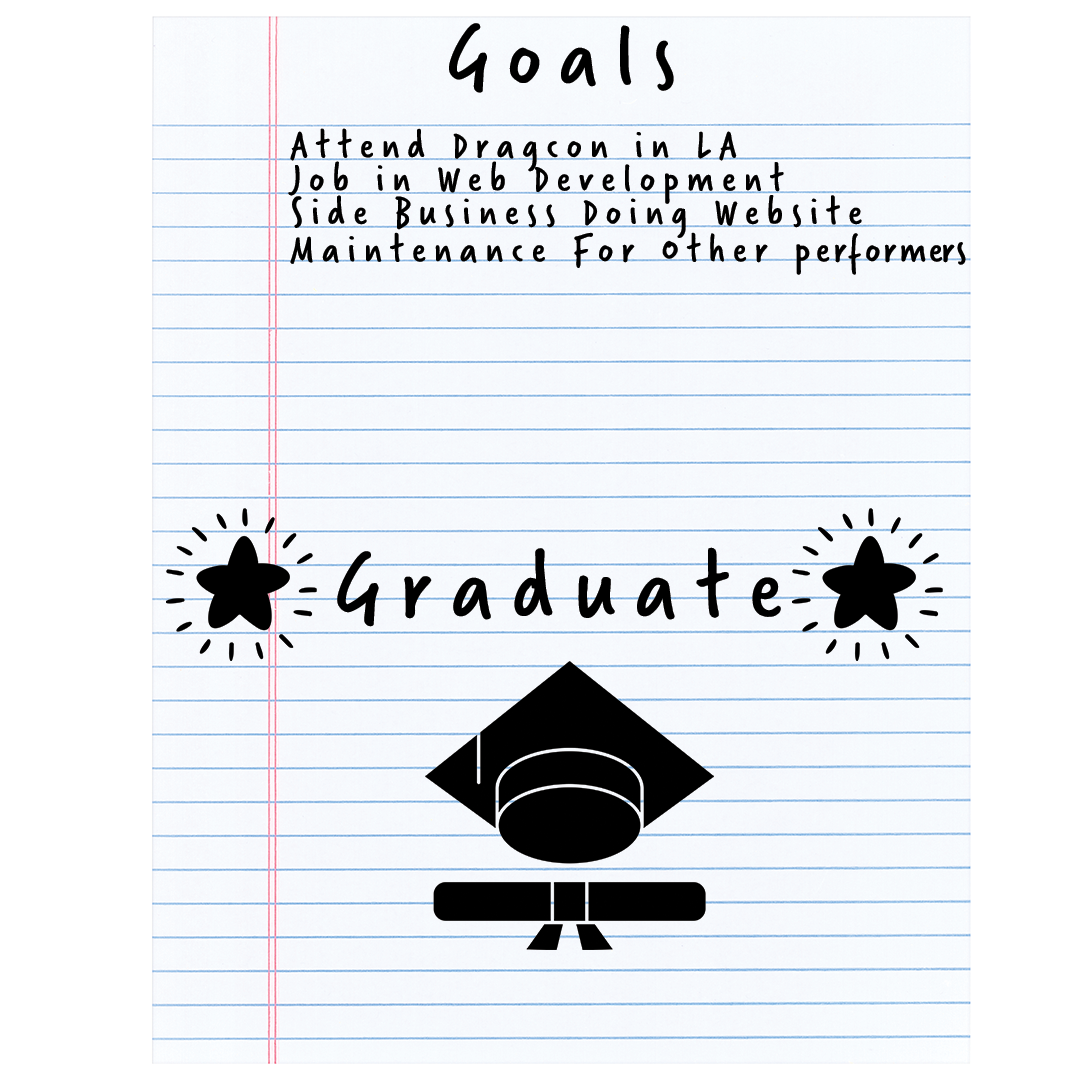 Goals
Attend Dragcon in LA
Job in Web Development
Side Business Doing Website
Maintenance For Other performers
Graduate